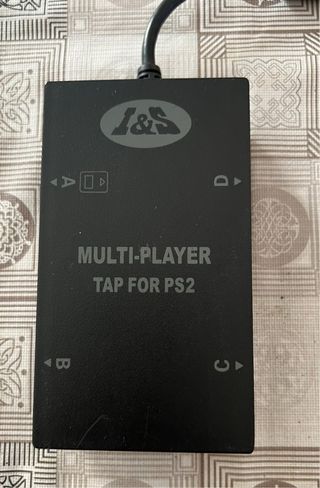 I&S
A
D
MULTI-PLAYER
TAP FOR PS2
B
C